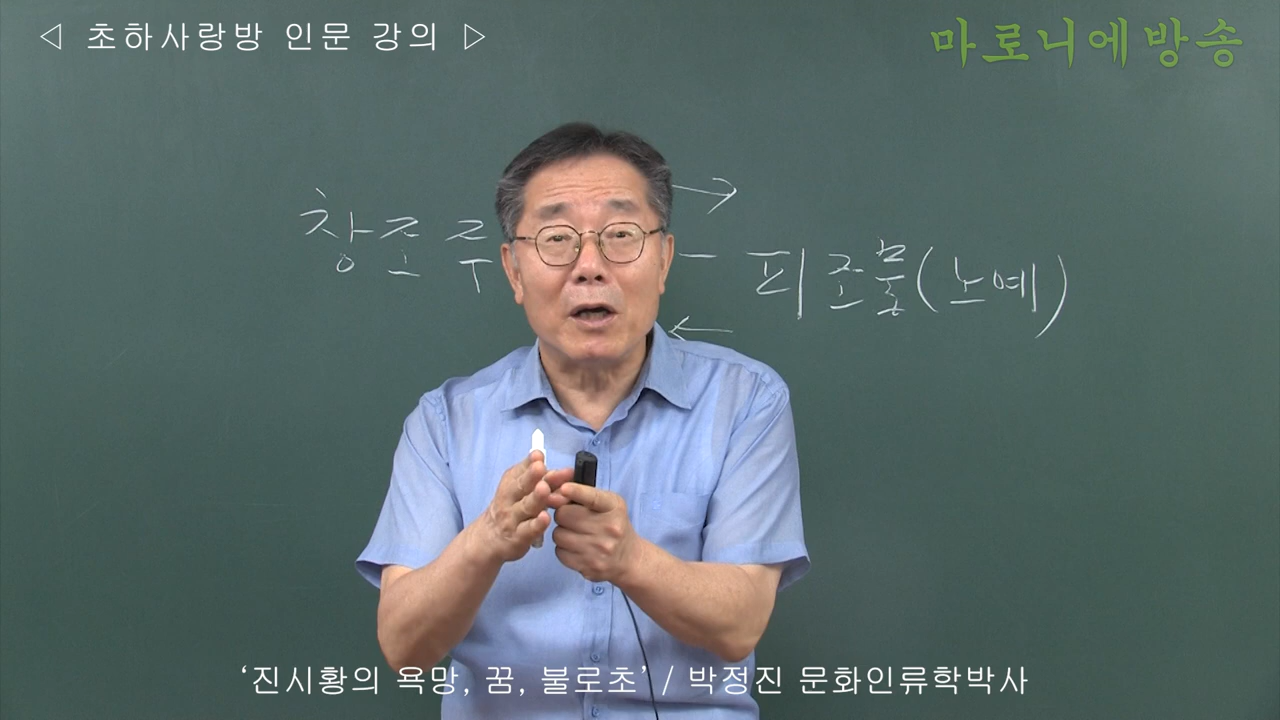 ◁ 초하사랑방 인문 강의 ▷
마로니에방송
창조주 → — 피조물(노예)
←
‘진시황의 욕망, 꿈, 불로초’ / 박정진 문화인류학박사